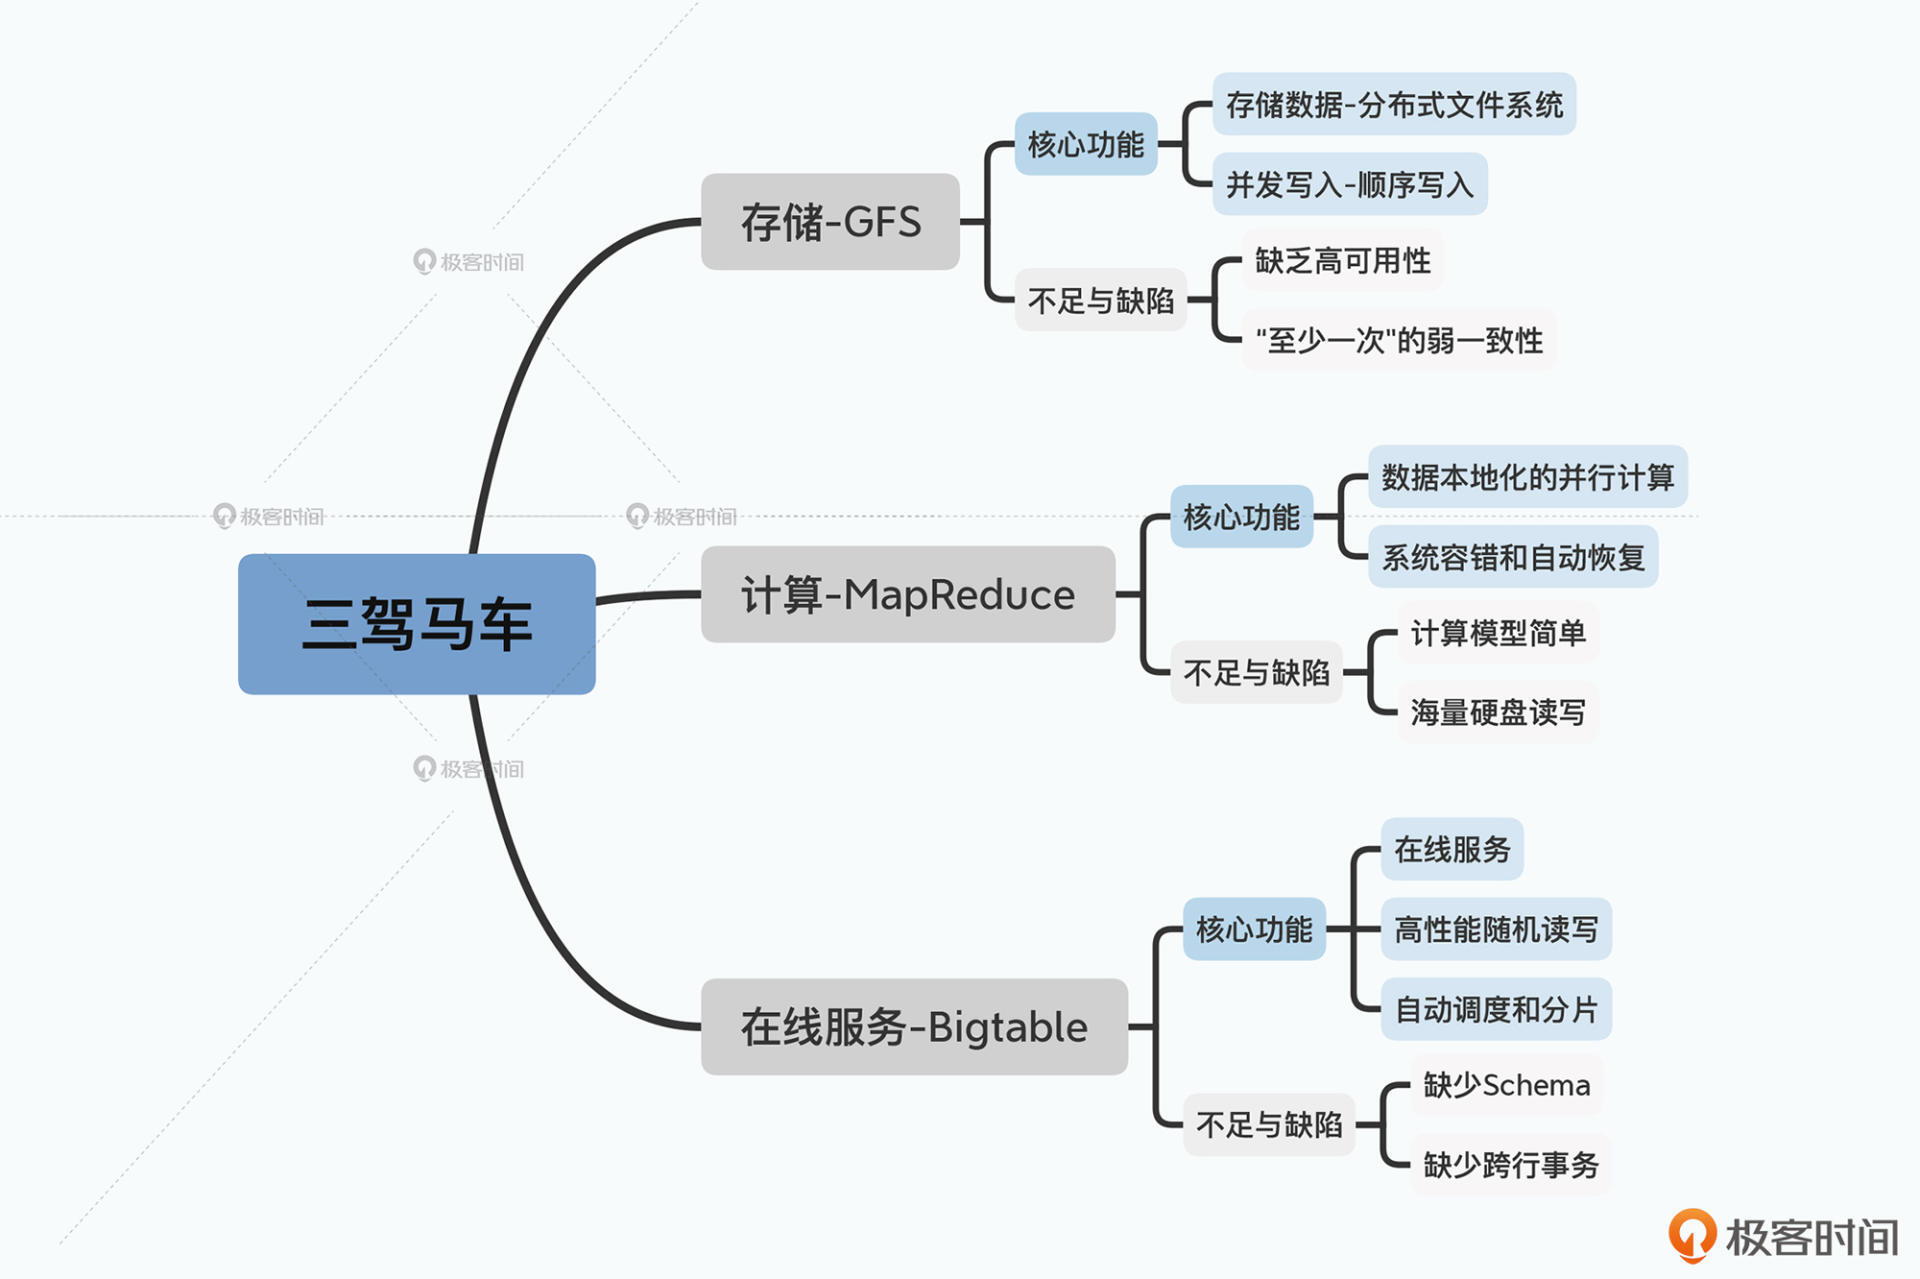 三驾马车
存储-GFS
核心功能
存储数据-分布式文件系统
并发写入-顺序写入
不足与缺陷
缺乏高可用性
“至少一次"的弱一致性
计算-MapReduce
核心功能
数据本地化的并行计算
系统容错和自动恢复
不足与缺陷
计算模型简单
海量硬盘读写
在线服务-Bigtable
核心功能
在线服务
高性能随机读写
自动调度和分片
不足与缺陷
缺少Schema
缺少跨行事务
极客时间
极客时间
极客时间
极客时间
极客时间